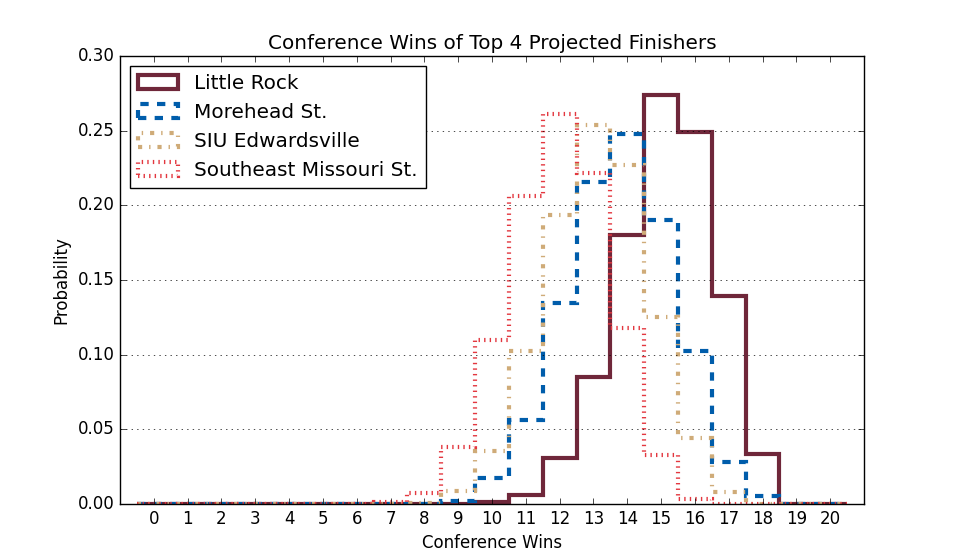 Conference Wins of Top 4 Projected Finishers
0.30
0.25
0.20
0.15
0.10
0.05
0.00
Probability
Little Rock
Morehead St.
SIU Edwardsville
Southeast Missouri St.
0 1 2 3 4 5 6 7 8 9 10 11 12 13 14 15 16 17 18 19 20
Conference Wins